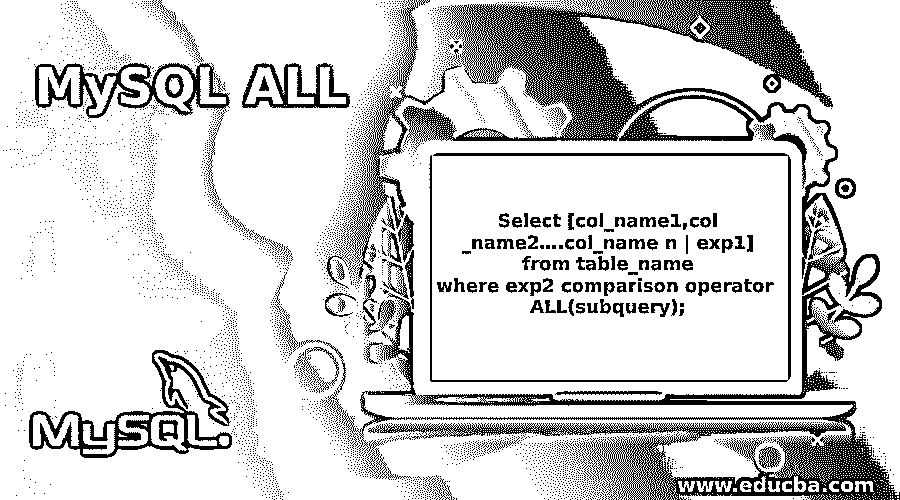 MySQL ALL
Select [col_name1,col
_name2....col_name n | exp1]
from table_name
where exp2 comparison operator
ALL(subquery);
MySQL.
www.educba.com